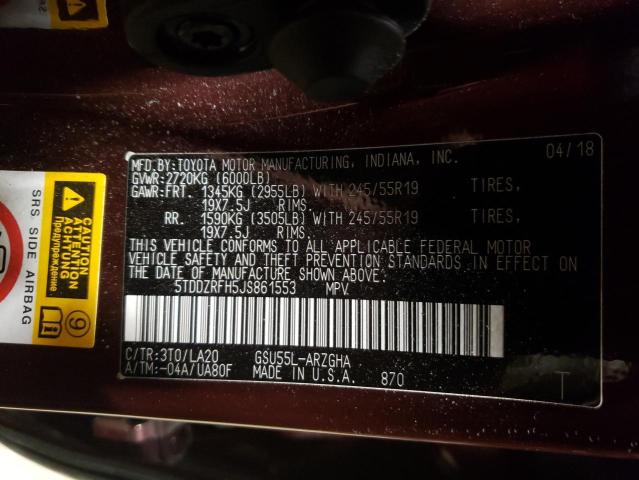 MFD.BY:TOYOTA MOTOR MANUFACTURING, INDIANA, INC. 04/18
GVWR:2720KG (6000LB)
GAWR:FRT. 1345KG (2955LB) WITH 245/55R19 TIRES,
19X7.5J RIMS,
RR. 1590KG (3505LB) WITH 245/55R19 TIRES,
19X7.5J RIMS.
THIS VEHICLE CONFORMS TO ALL APPLICABLE FEDERAL MOTOR
VEHICLE SAFETY AND THEFT PREVENTION STANDARDS IN EFFECT ON
THE DATE OF MANUFACTURE SHOWN ABOVE.
5TDDZRFH5JS861553 MPV
C/TR:3T0/LA20 GSU55L-ARZGHA
A/TM:-04A/UA80F MADE IN U.S.A. 870 T
SRS SIDE AIRBAG
CAUTION
ATTENTION
ACHTUNG
Предупреждение